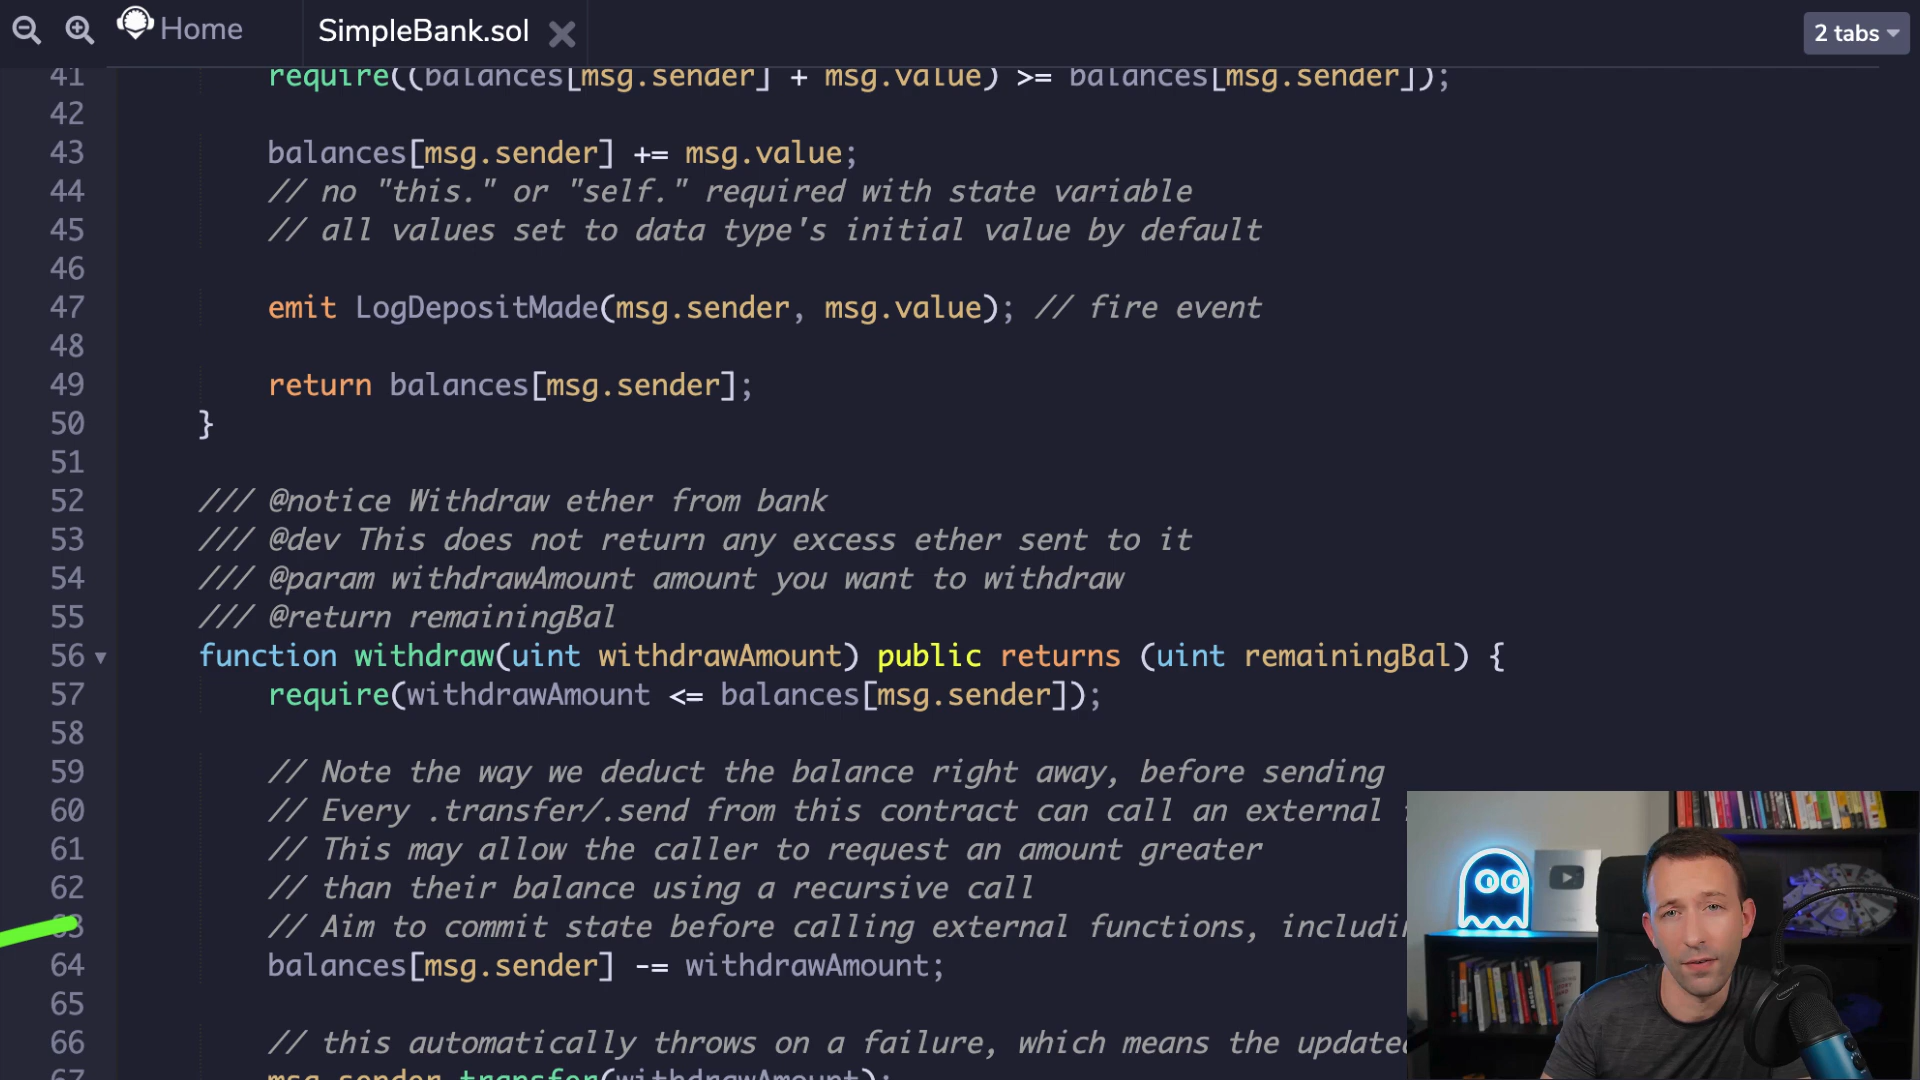 Home
SimpleBank.sol
2 tabs
41 require((balances[msg.sender] + msg.value) >= balances[msg.sender]);
42
43 balances[msg.sender] += msg.value;
44 // no "this." or "self." required with state variable
45 // all values set to data type's initial value by default
46
47 emit LogDepositMade(msg.sender, msg.value); // fire event
48
49 return balances[msg.sender];
50 }
51
52 /// @notice Withdraw ether from bank
53 /// @dev This does not return any excess ether sent to it
54 /// @param withdrawAmount amount you want to withdraw
55 /// @return remainingBal
56 function withdraw(uint withdrawAmount) public returns (uint remainingBal) {
57 require(withdrawAmount <= balances[msg.sender]);
58
59 // Note the way we deduct the balance right away, before sending
60 // Every .transfer/.send from this contract can call an external
61 // This may allow the caller to request an amount greater
62 // than their balance using a recursive call
63 // Aim to commit state before calling external functions, includin
64 balances[msg.sender] -= withdrawAmount;
65
66 // this automatically throws on a failure, which means the updated
67 msg.sender.transfer(withdrawAmount);